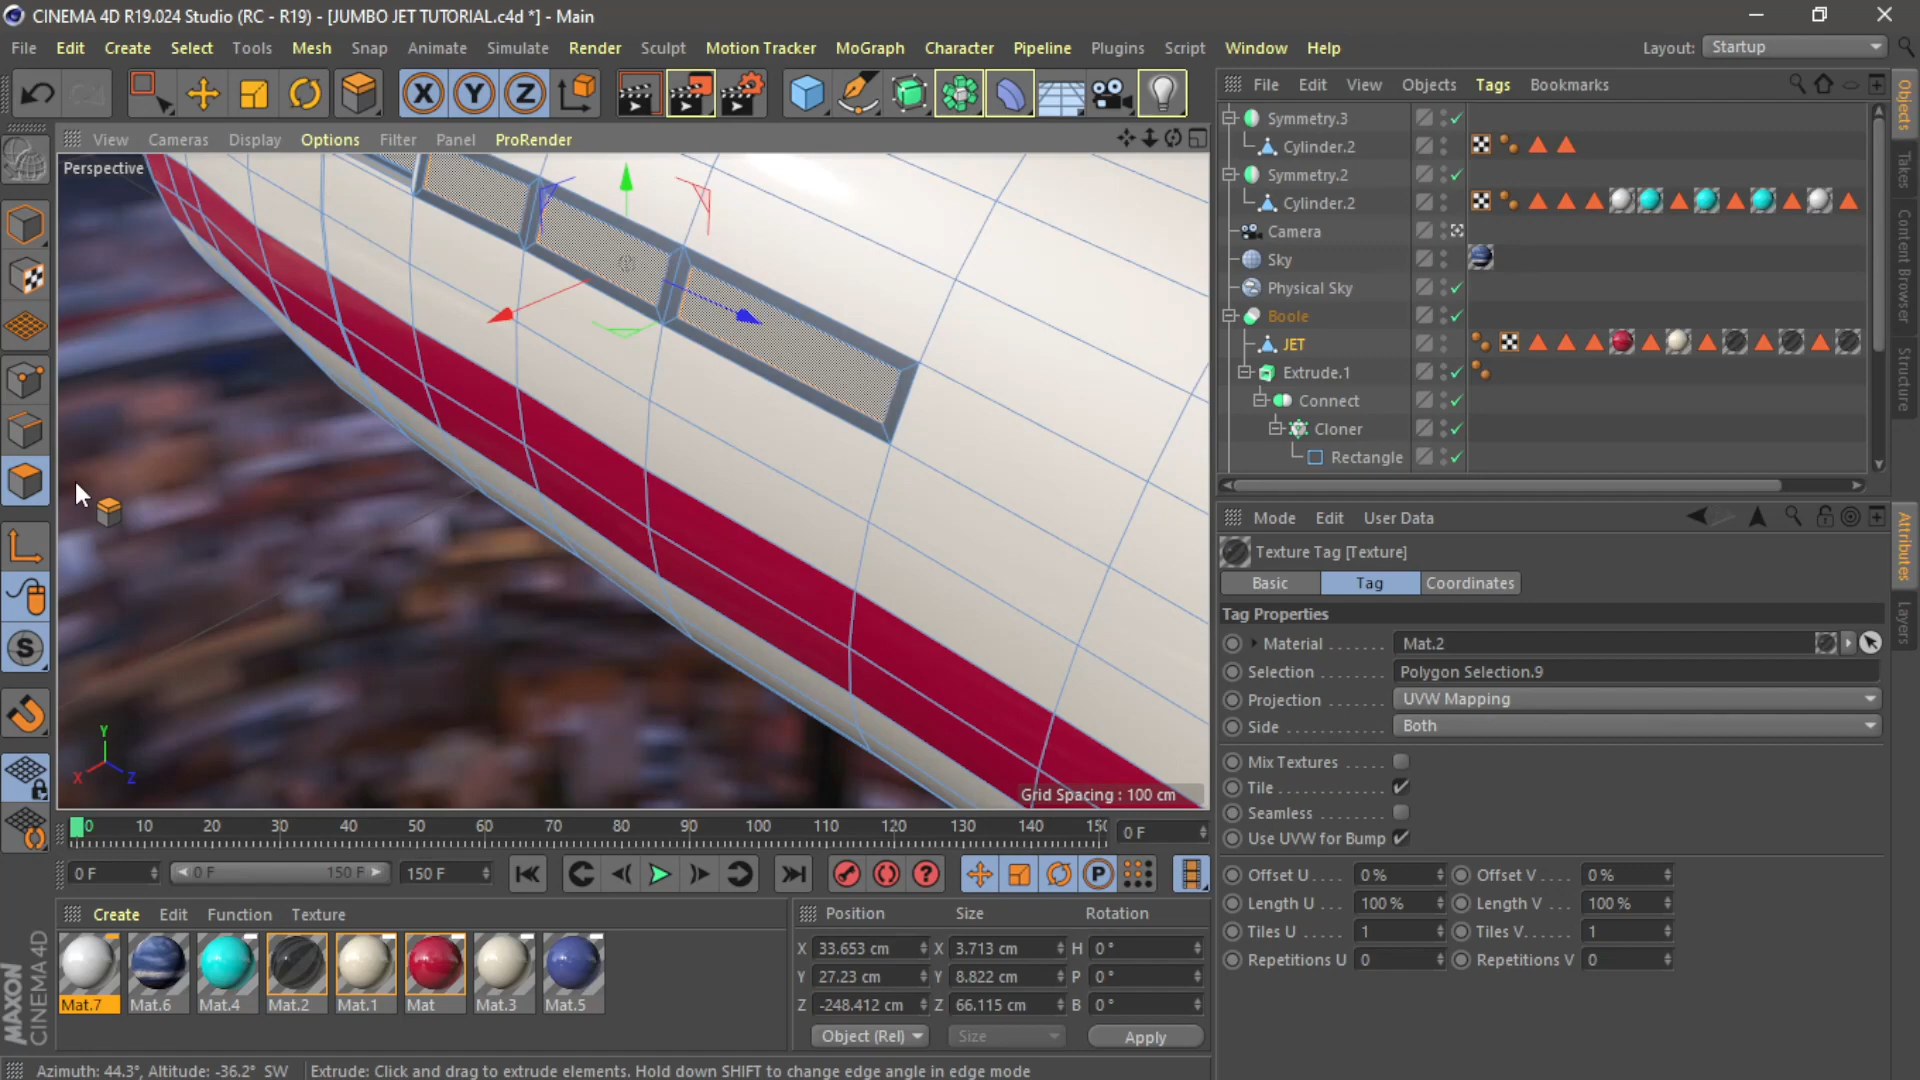 CINEMA 4D R19.024 Studio (RC - R19) - [JUMBO JET TUTORIAL.c4d *] - Main
File Edit Create Select Tools Mesh Snap Animate Simulate Render Sculpt Motion Tracker MoGraph Character Pipeline Plugins Script Window Help Layout: Startup
X Y Z
File Edit View Objects Tags Bookmarks
View Cameras Display Options Filter Panel ProRender
Perspective
Symmetry.3
Cylinder.2
Symmetry.2
Cylinder.2
Camera
Sky
Physical Sky
Boole
JET
Extrude.1
Connect
Cloner
Rectangle
Objects
Takes
Content Browser
Structure
Mode Edit User Data
Texture Tag [Texture]
Basic Tag Coordinates
Tag Properties
Material Mat.2
Selection Polygon Selection.9
Projection UVW Mapping
Side Both
Mix Textures
Tile
Seamless
Use UVW for Bump
Offset U 0 % Offset V 0 %
Length U 100 % Length V 100 %
Tiles U 1 Tiles V 1
Repetitions U 0 Repetitions V 0
Attributes
Layers
S
Y
X Z
Grid Spacing : 100 cm
0 10 20 30 40 50 60 70 80 90 100 110 120 130 140 0 F
0 F 0 F 150 F 150 F P
Create Edit Function Texture
Mat.7 Mat.6 Mat.4 Mat.2 Mat.1 Mat Mat.3 Mat.5
Position Size Rotation
X 33.653 cm X 3.713 cm H 0 °
Y 27.23 cm Y 8.822 cm P 0 °
Z -248.412 cm Z 66.115 cm B 0 °
Object (Rel) Size Apply
MAXON
CINEMA 4D
Azimuth: 44.3°, Altitude: -36.2° SW Extrude: Click and drag to extrude elements. Hold down SHIFT to change edge angle in edge mode